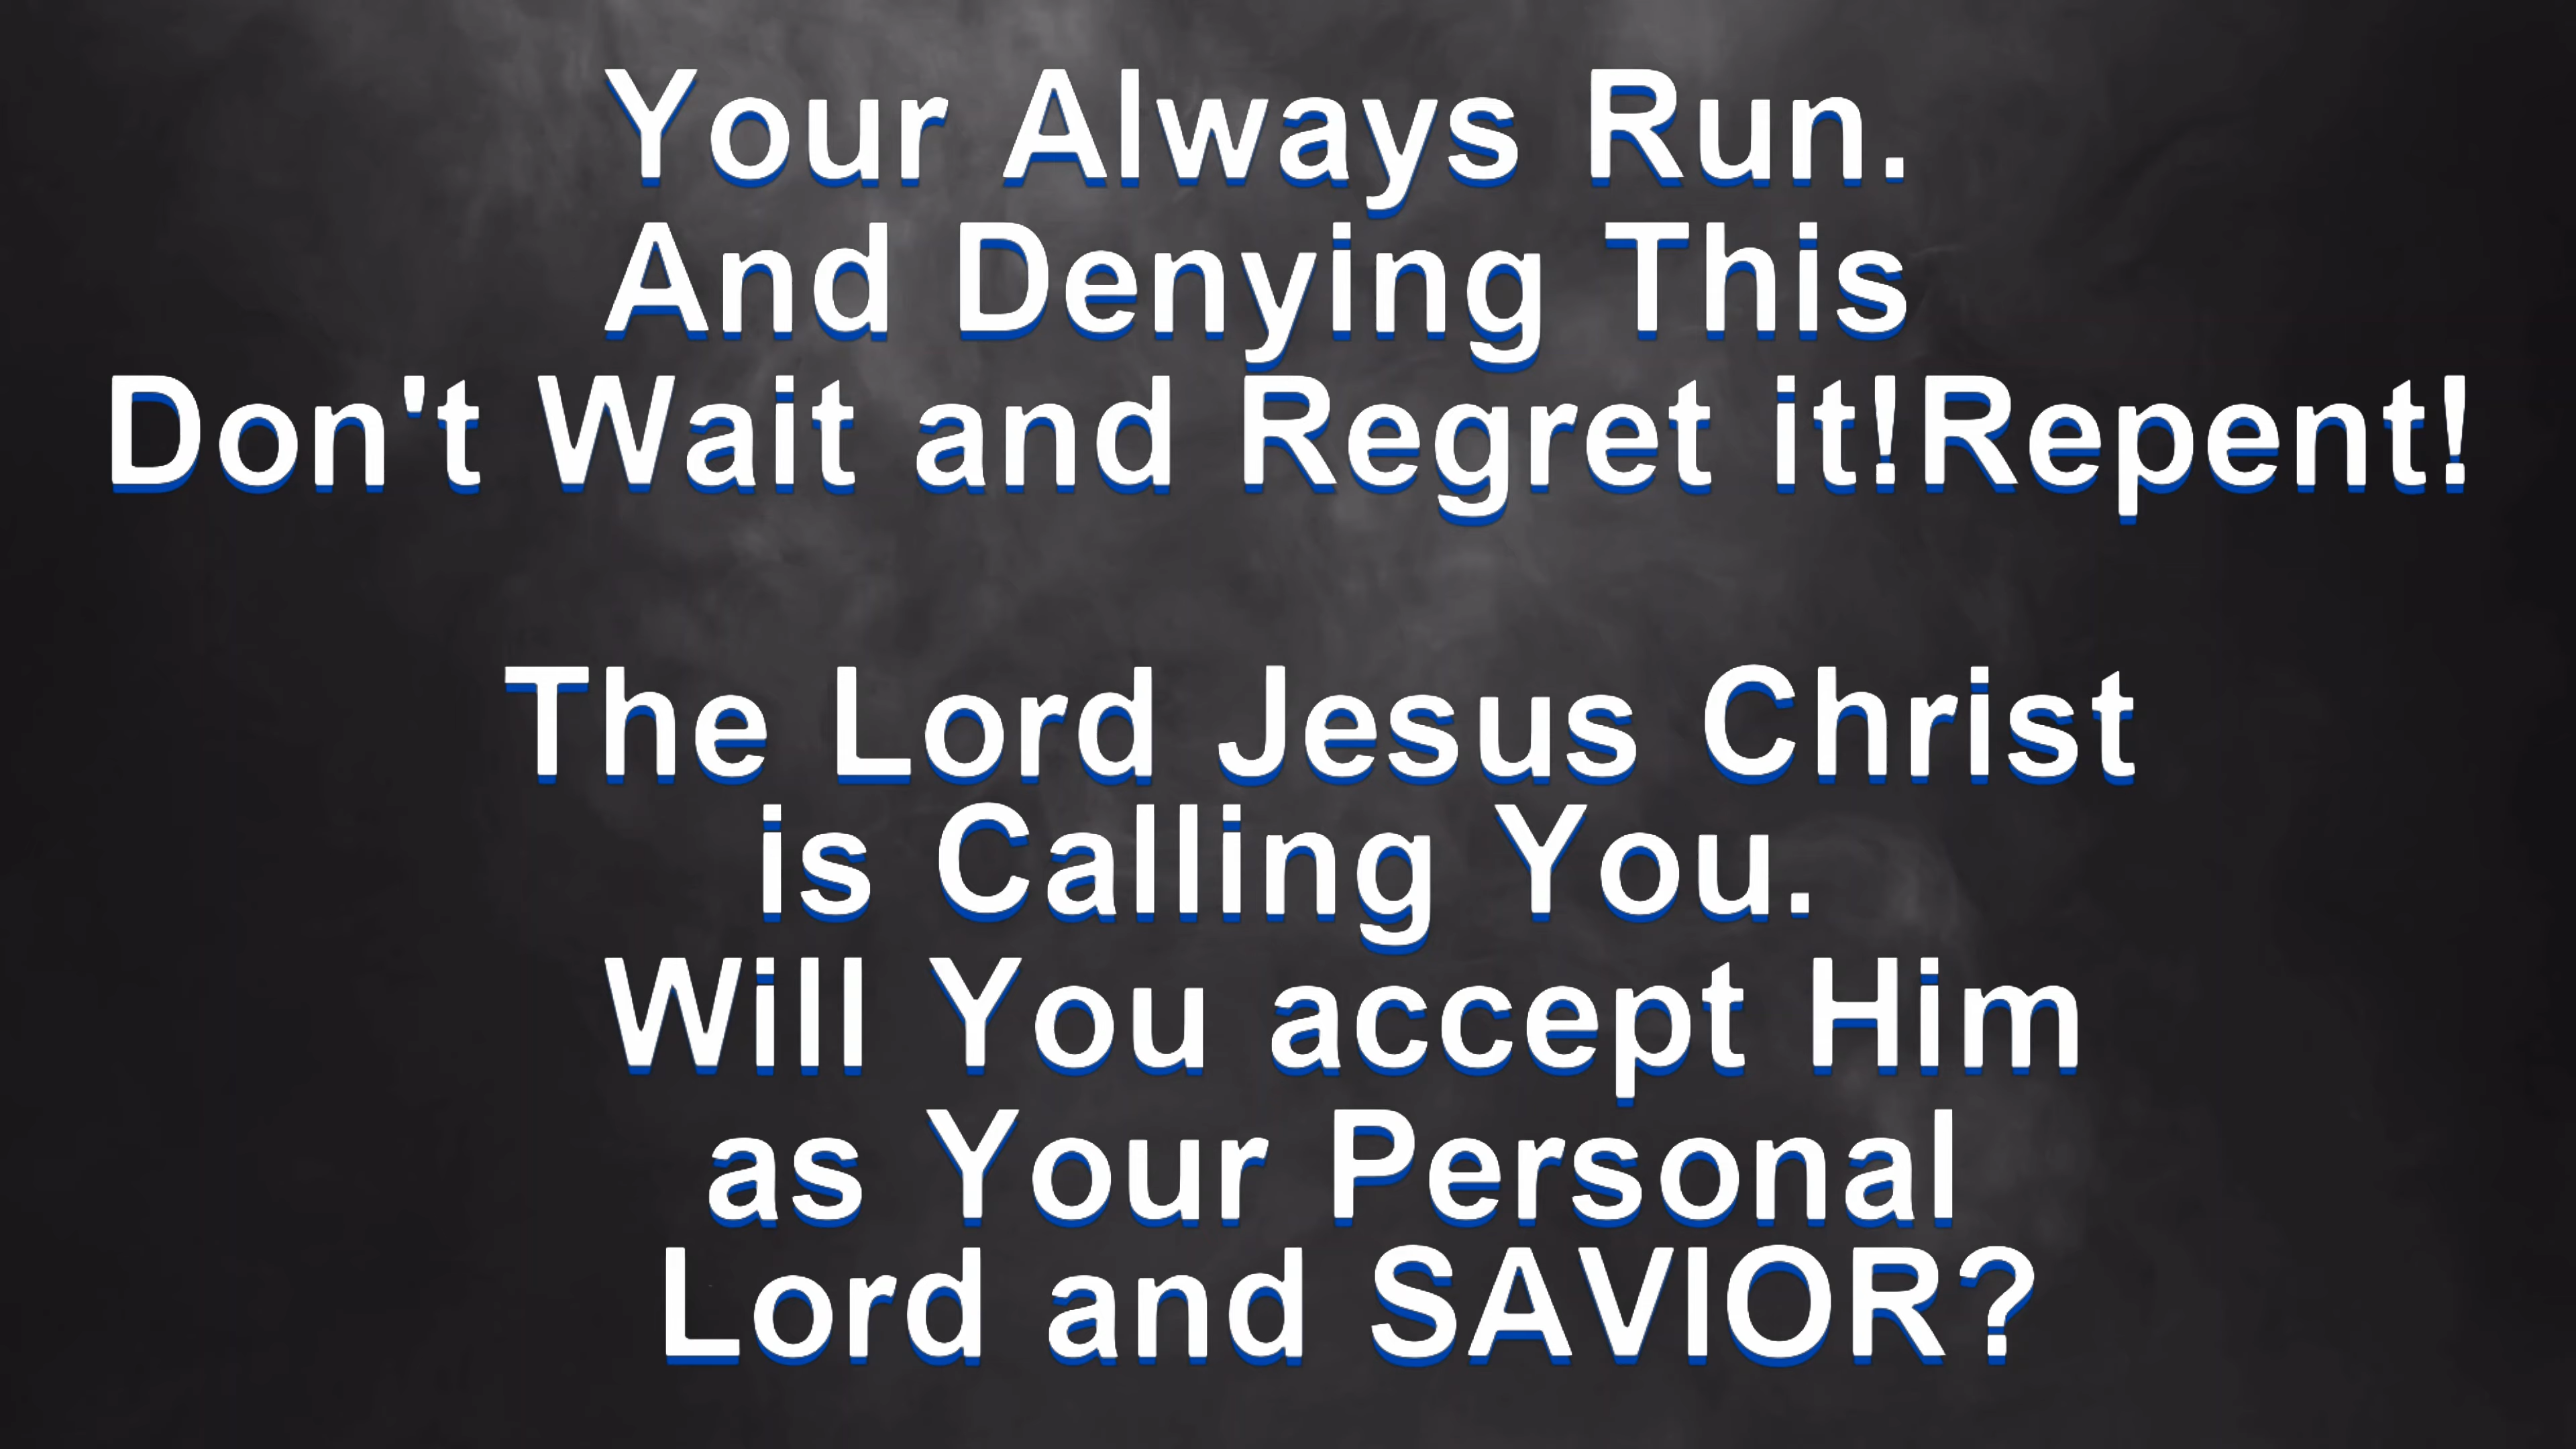 Your Always Run.
And Denying This
Don't Wait and Regret it!Repent!
The Lord Jesus Christ
is Calling You.
Will You accept Him
as Your Personal
Lord and SAVIOR?